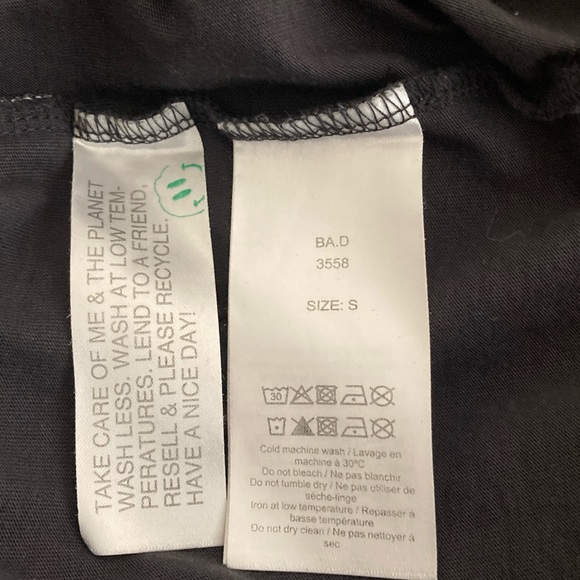 TAKE CARE OF ME & THE PLANET
WASH LESS. WASH AT LOW TEM-
PERATURES. LEND TO A FRIEND,
RESELL & PLEASE RECYCLE.
HAVE A NICE DAY!
BA.D
3558
SIZE: S
30
Cold machine wash / Lavage en
machine à 30ºC
Do not bleach / Ne pas blanchir
Do not tumble dry / Ne pas utiliser de
sèche-linge
Iron at low temperature / Repasser à
basse température
Do not dry clean / Ne pas nettoyer à
sec